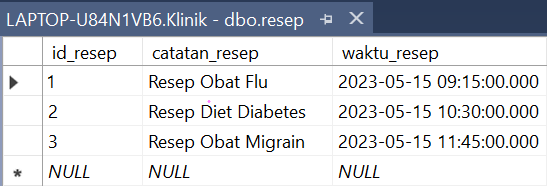 LAPTOP-U84N1VB6.Klinik - dbo.resep
id_resep catatan_resep waktu_resep
1 Resep Obat Flu 2023-05-15 09:15:00.000
2 Resep Diet Diabetes 2023-05-15 10:30:00.000
3 Resep Obat Migrain 2023-05-15 11:45:00.000
NULL NULL NULL